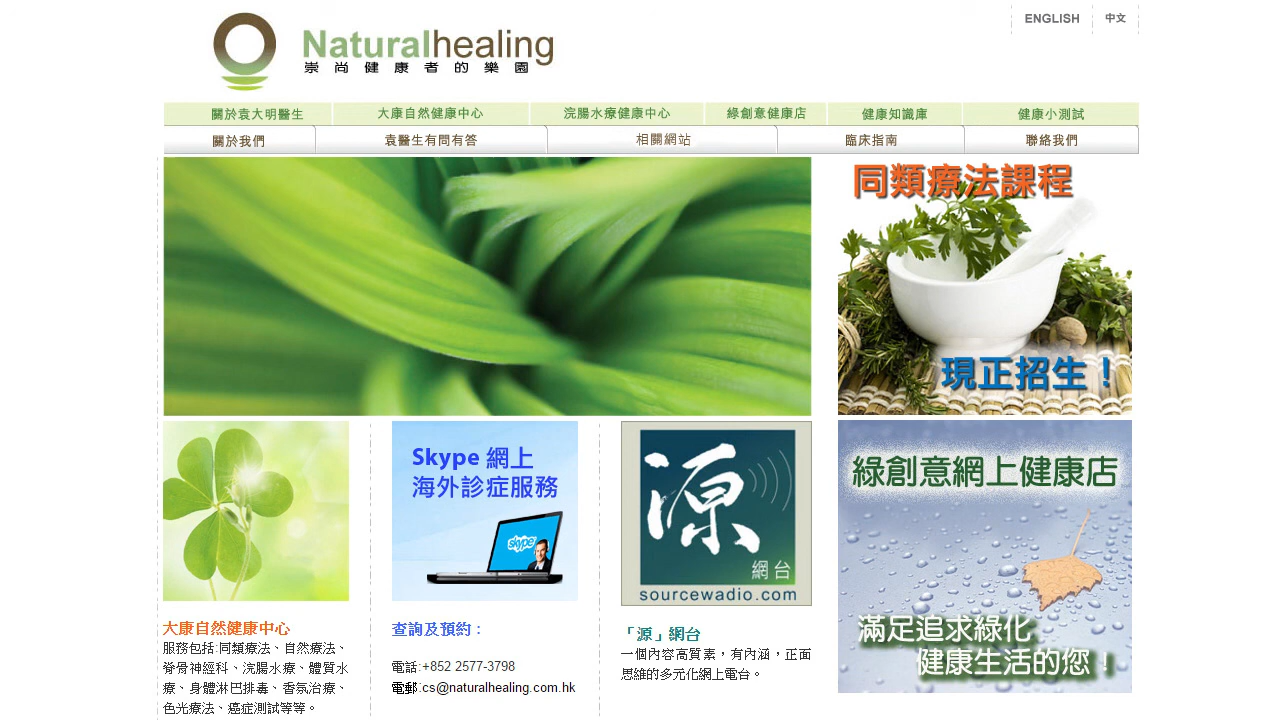 ENGLISH 中文
Naturalhealing
崇尚健康者的樂園
關於袁大明醫生 大康自然健康中心 浣腸水療健康中心 綠創意健康店 健康知識庫 健康小測試
關於我們 袁醫生有問有答 相關網站 臨床指南 聯絡我們
同類療法課程
現正招生！
Skype 網上
海外診症服務
skype
源
網台
sourcewadio.com
綠創意網上健康店
滿足追求綠化
健康生活的您！
大康自然健康中心
服務包括:同類療法、自然療法、
脊骨神經科、浣腸水療、體質水
療、身體淋巴排毒、香氛治療、
色光療法、癌症測試等等。
查詢及預約：
電話:+852 2577-3798
電郵:cs@naturalhealing.com.hk
「源」網台
一個內容高質素，有內涵，正面
思維的多元化網上電台。